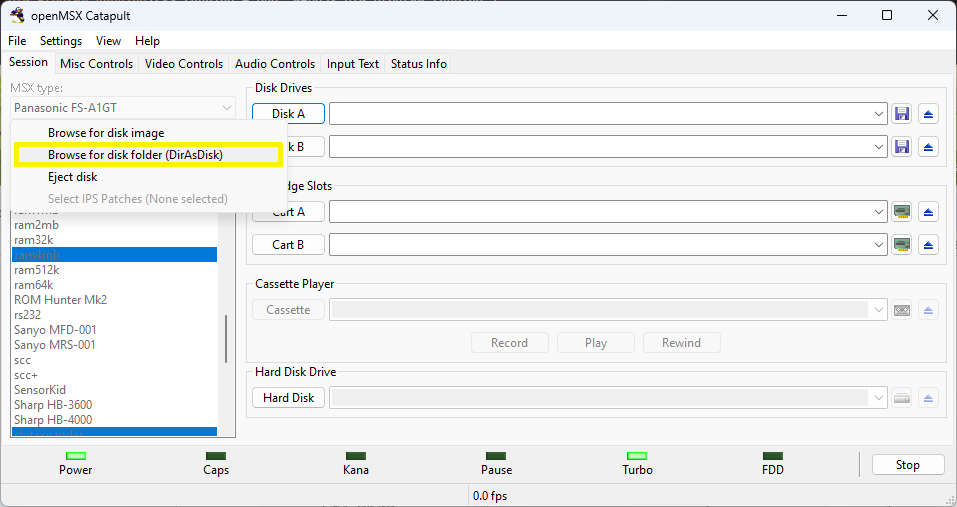 openMSX Catapult
File Settings View Help
Session Misc Controls Video Controls Audio Controls Input Text Status Info
MSX type:
Panasonic FS-A1GT
Browse for disk image
Browse for disk folder (DirAsDisk)
Eject disk
Select IPS Patches (None selected)
ram2mb
ram32k
ram4mb
ram512k
ram64k
ROM Hunter Mk2
rs232
Sanyo MFD-001
Sanyo MRS-001
scc
scc+
SensorKid
Sharp HB-3600
Sharp HB-4000
Disk Drives
Disk A
k B
dge Slots
Cart A
Cart B
Cassette Player
Cassette
Record Play Rewind
Hard Disk Drive
Hard Disk
Power Caps Kana Pause Turbo FDD
Stop
0.0 fps